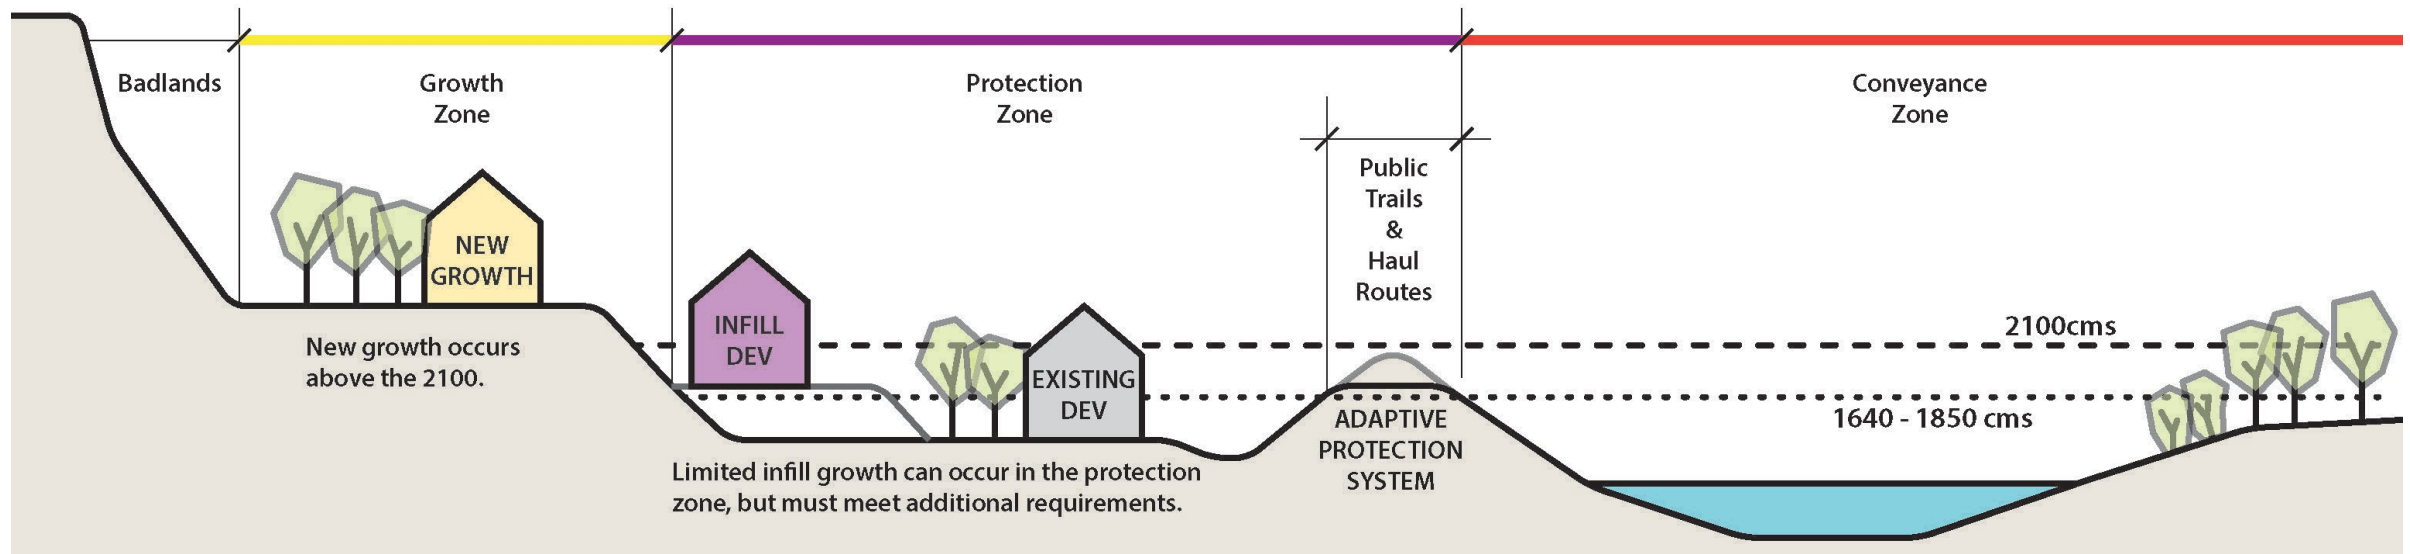 Badlands
Growth
Zone
Protection
Zone
Conveyance
Zone
Public
Trails
&
Haul
Routes
NEW
GROWTH
INFILL
DEV
EXISTING
DEV
2100cms
1640 - 1850 cms
New growth occurs
above the 2100.
ADAPTIVE
PROTECTION
SYSTEM
Limited infill growth can occur in the protection
zone, but must meet additional requirements.